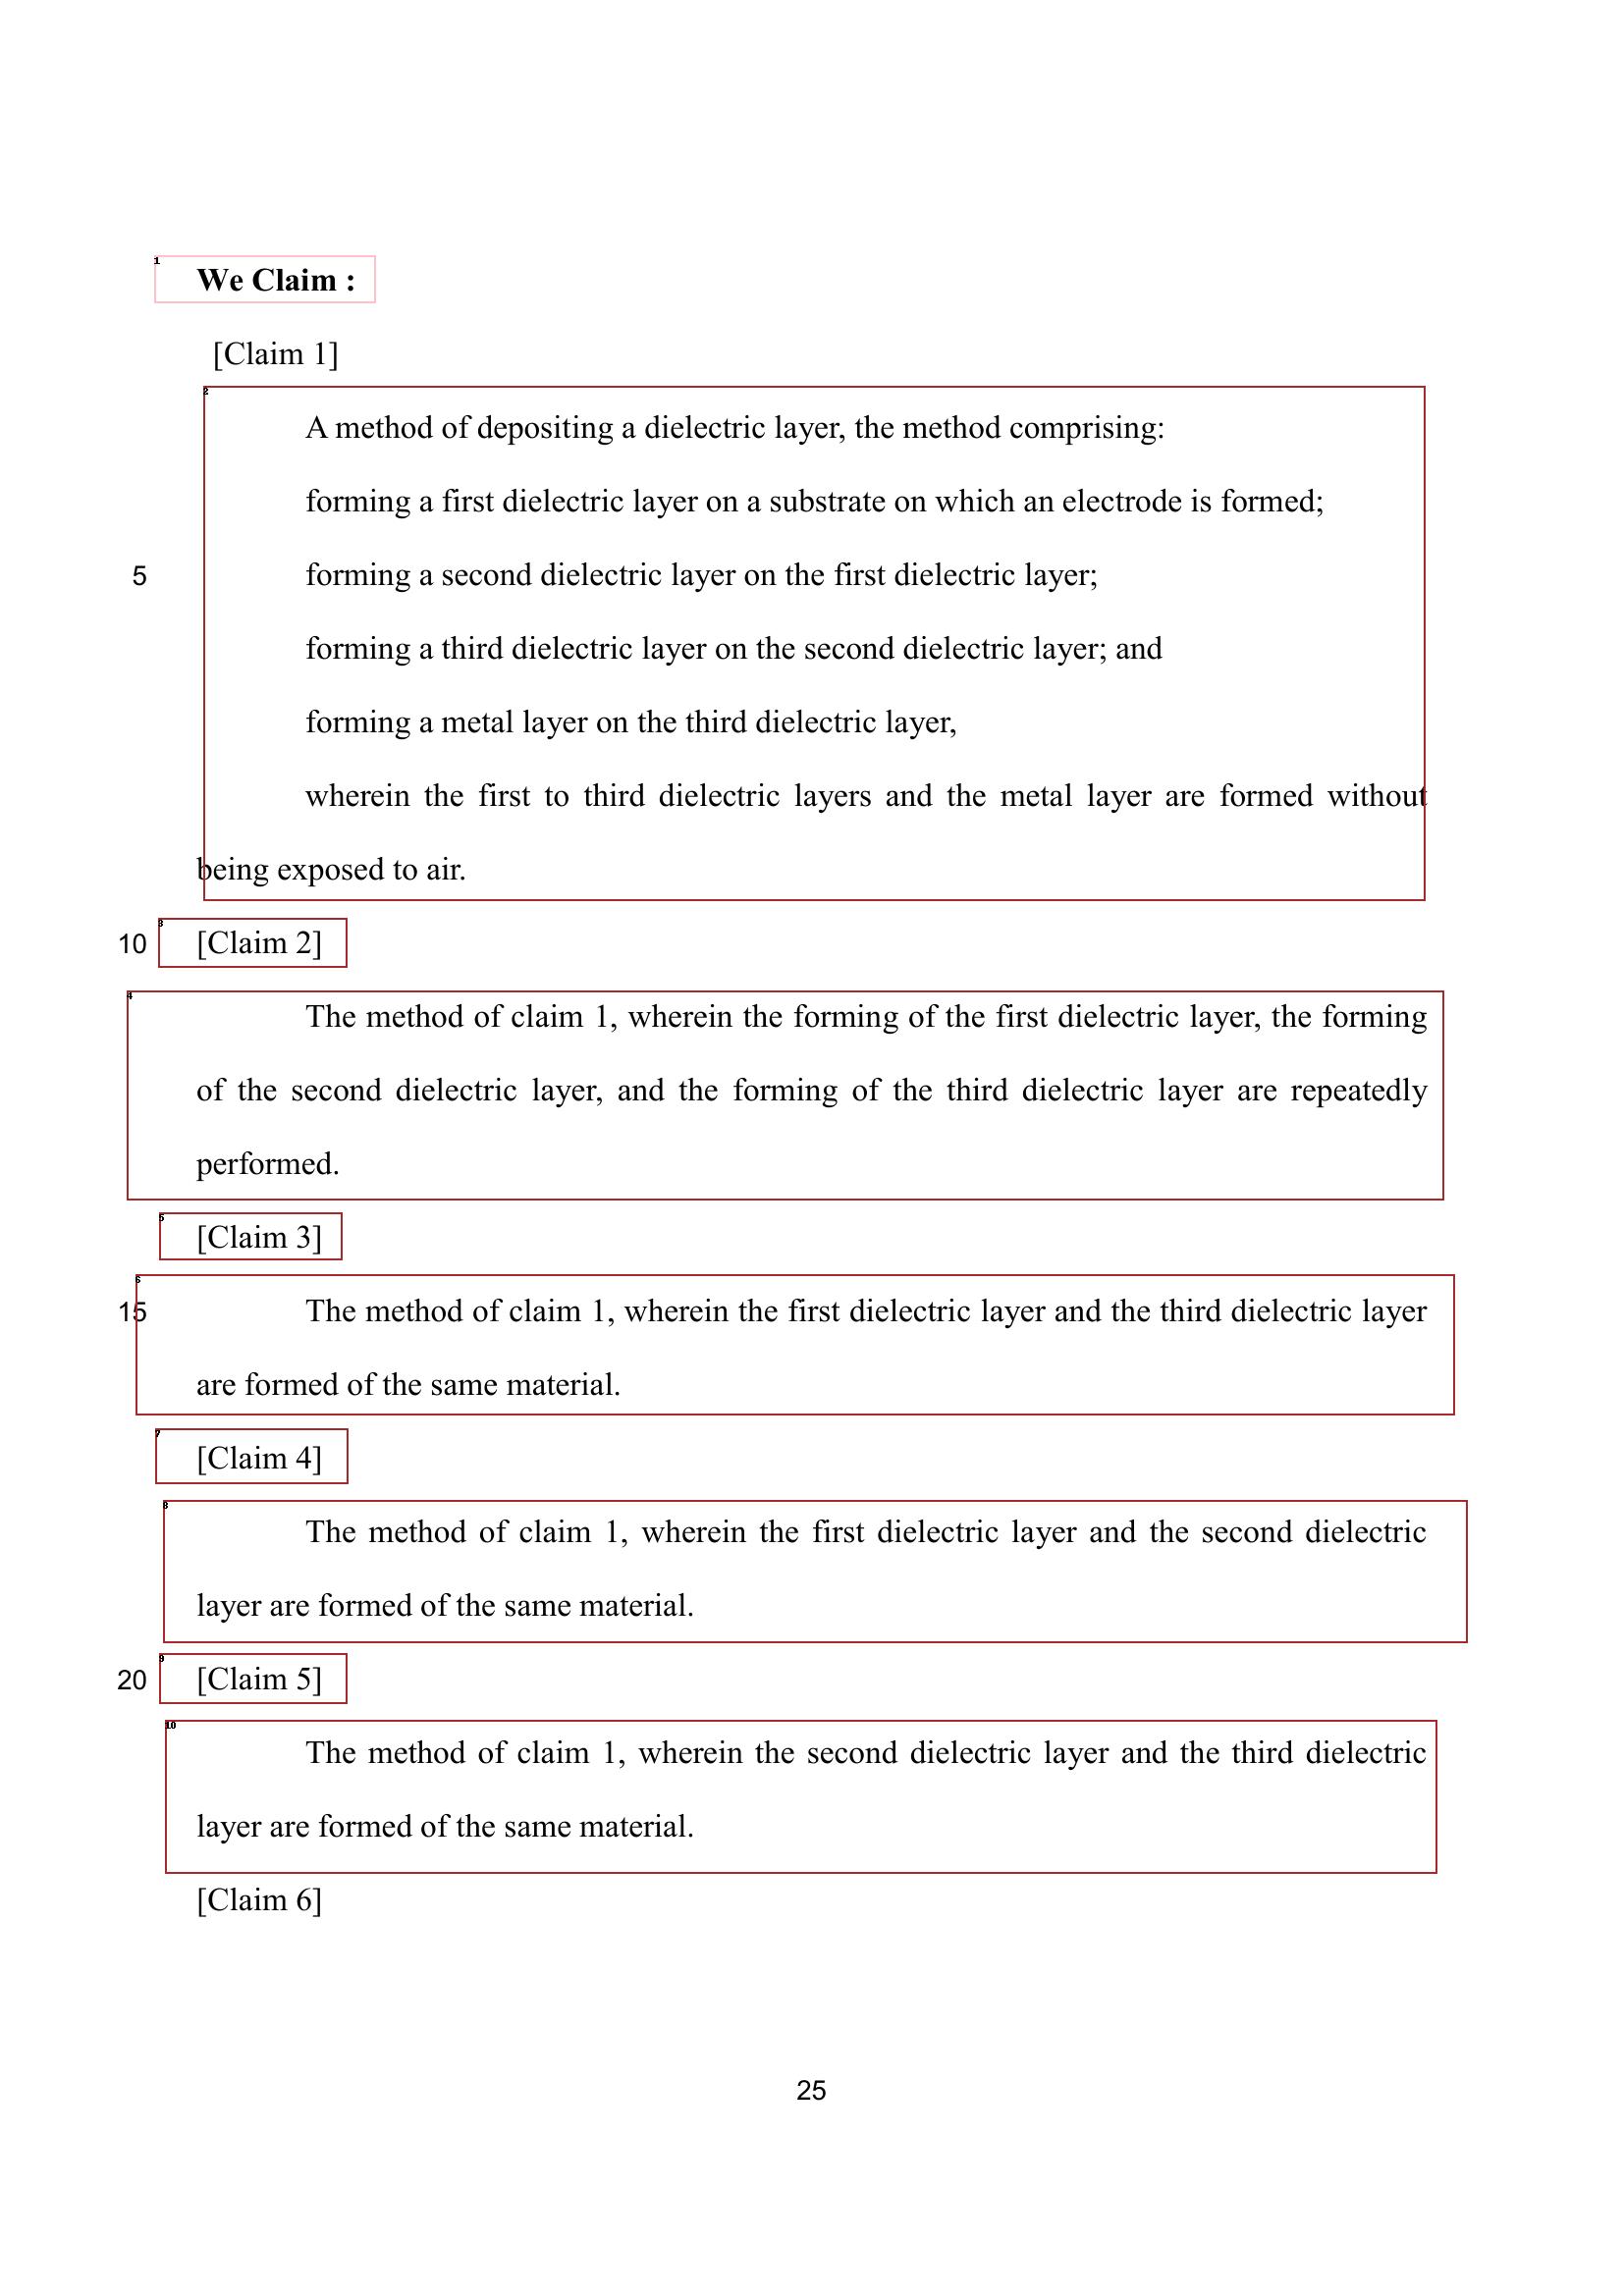 We Claim :
[Claim 1]
A method of depositing a dielectric layer, the method comprising:
forming a first dielectric layer on a substrate on which an electrode is formed;
5 forming a second dielectric layer on the first dielectric layer;
forming a third dielectric layer on the second dielectric layer; and
forming a metal layer on the third dielectric layer,
wherein the first to third dielectric layers and the metal layer are formed without
being exposed to air.
10 [Claim 2]
The method of claim 1, wherein the forming of the first dielectric layer, the forming
of the second dielectric layer, and the forming of the third dielectric layer are repeatedly
performed.
[Claim 3]
15 The method of claim 1, wherein the first dielectric layer and the third dielectric layer
are formed of the same material.
[Claim 4]
The method of claim 1, wherein the first dielectric layer and the second dielectric
layer are formed of the same material.
20 [Claim 5]
The method of claim 1, wherein the second dielectric layer and the third dielectric
layer are formed of the same material.
[Claim 6]
25